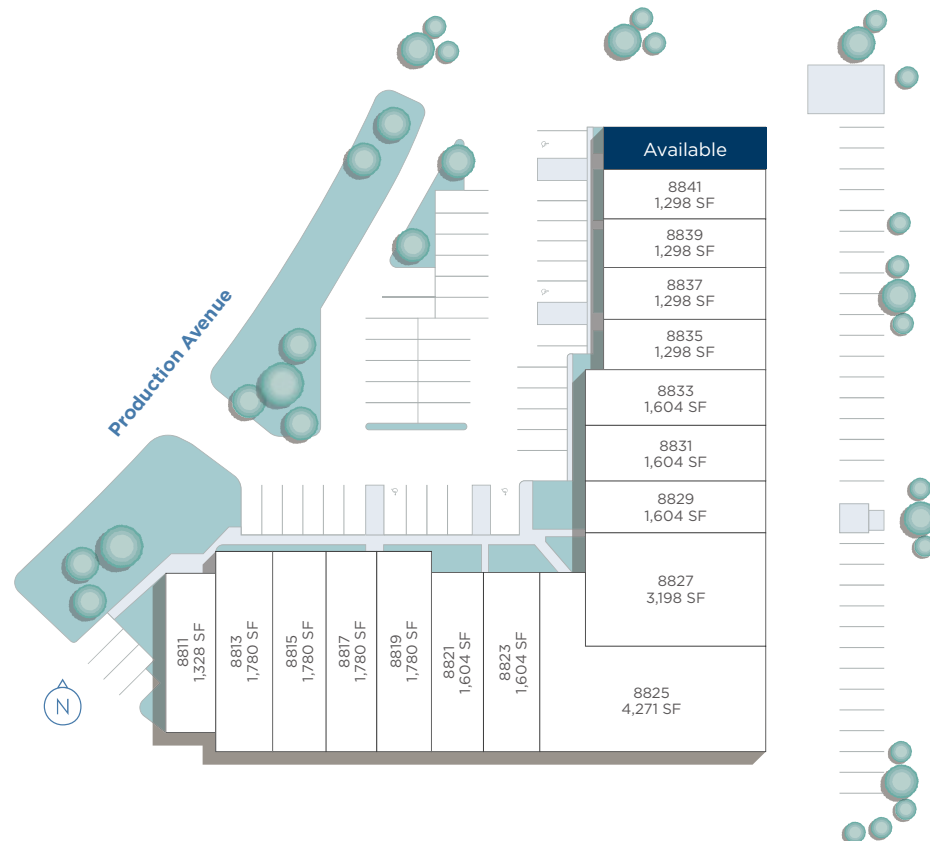 Available
8841
1,298 SF
8839
1,298 SF
8837
1,298 SF
8835
1,298 SF
8833
1,604 SF
8831
1,604 SF
8829
1,604 SF
8827
3,198 SF
8825
4,271 SF
Production Avenue
8811
1,328 SF
8813
1,780 SF
8815
1,780 SF
8817
1,780 SF
8819
1,780 SF
8821
1,604 SF
8823
1,604 SF
N